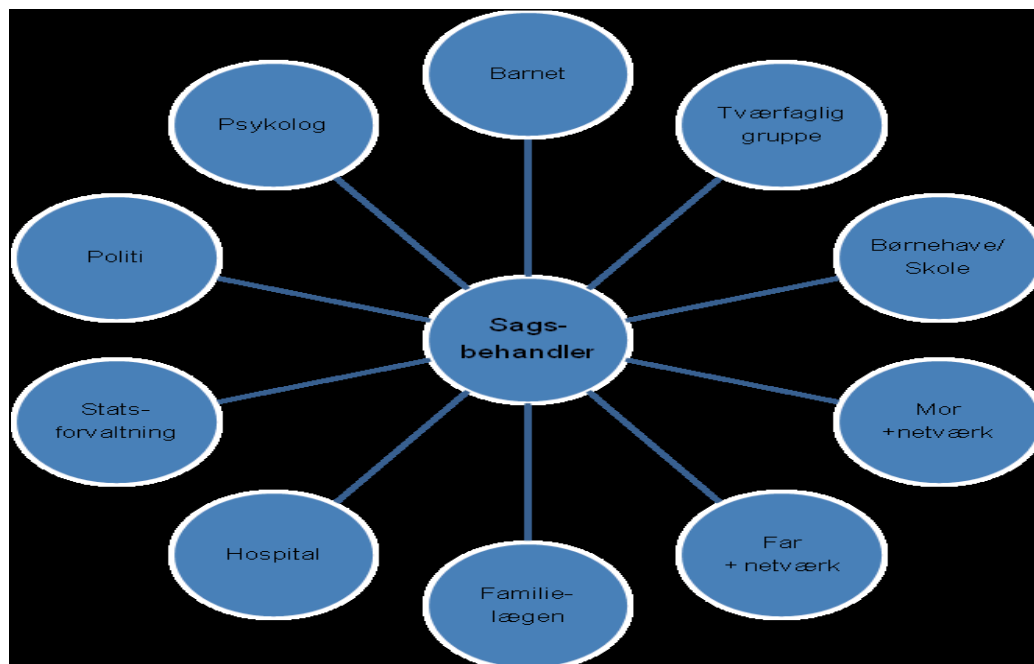 Barnet
Tværfaglig
gruppe
Børnehave/
Skole
Mor
+netværk
Far
+ netværk
Familie-
lægen
Hospital
Stats-
forvaltning
Politi
Psykolog
Sags-
behandler